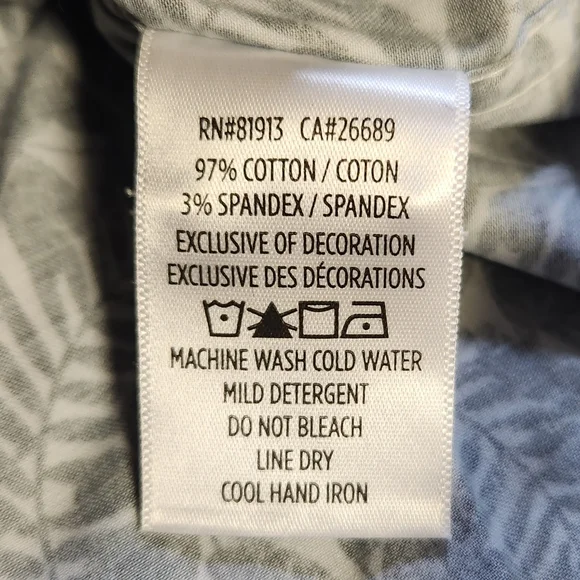 RN#81913 CA#26689
97% COTTON / COTON
3% SPANDEX / SPANDEX
EXCLUSIVE OF DECORATION
EXCLUSIVE DES DÉCORATIONS
MACHINE WASH COLD WATER
MILD DETERGENT
DO NOT BLEACH
LINE DRY
COOL HAND IRON